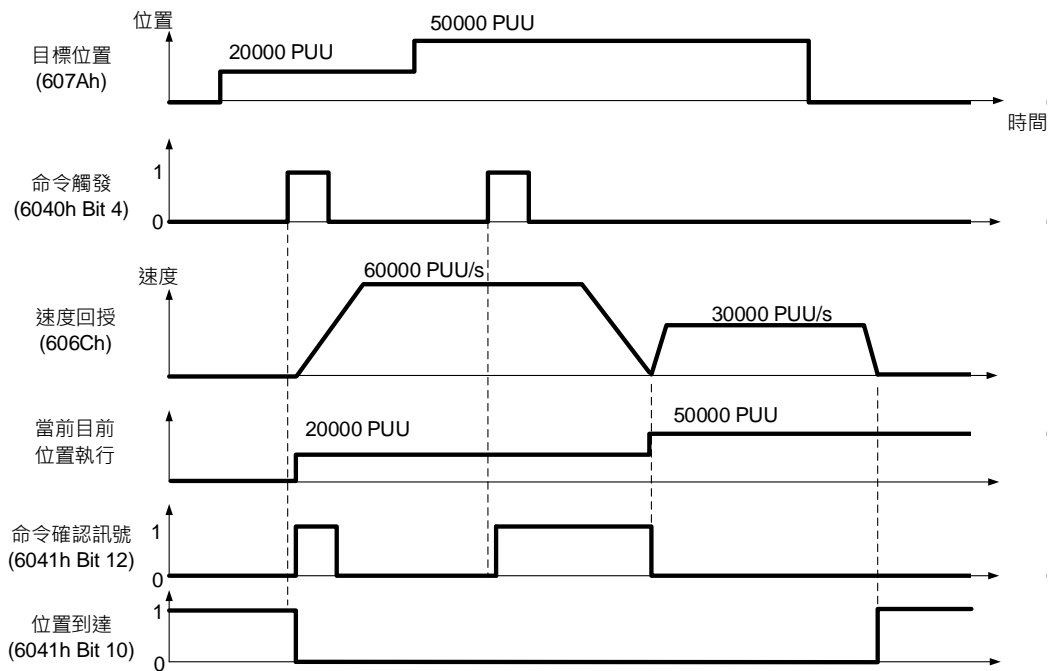 位置
50000 PUU
20000 PUU
目標位置
(607Ah)
時間
1
命令觸發
(6040h Bit 4)
0
速度
60000 PUU/s
速度回授
(606Ch)
30000 PUU/s
50000 PUU
當前目前
位置執行
20000 PUU
命令確認訊號
(6041h Bit 12)
1
0
1
位置到達
(6041h Bit 10)
0